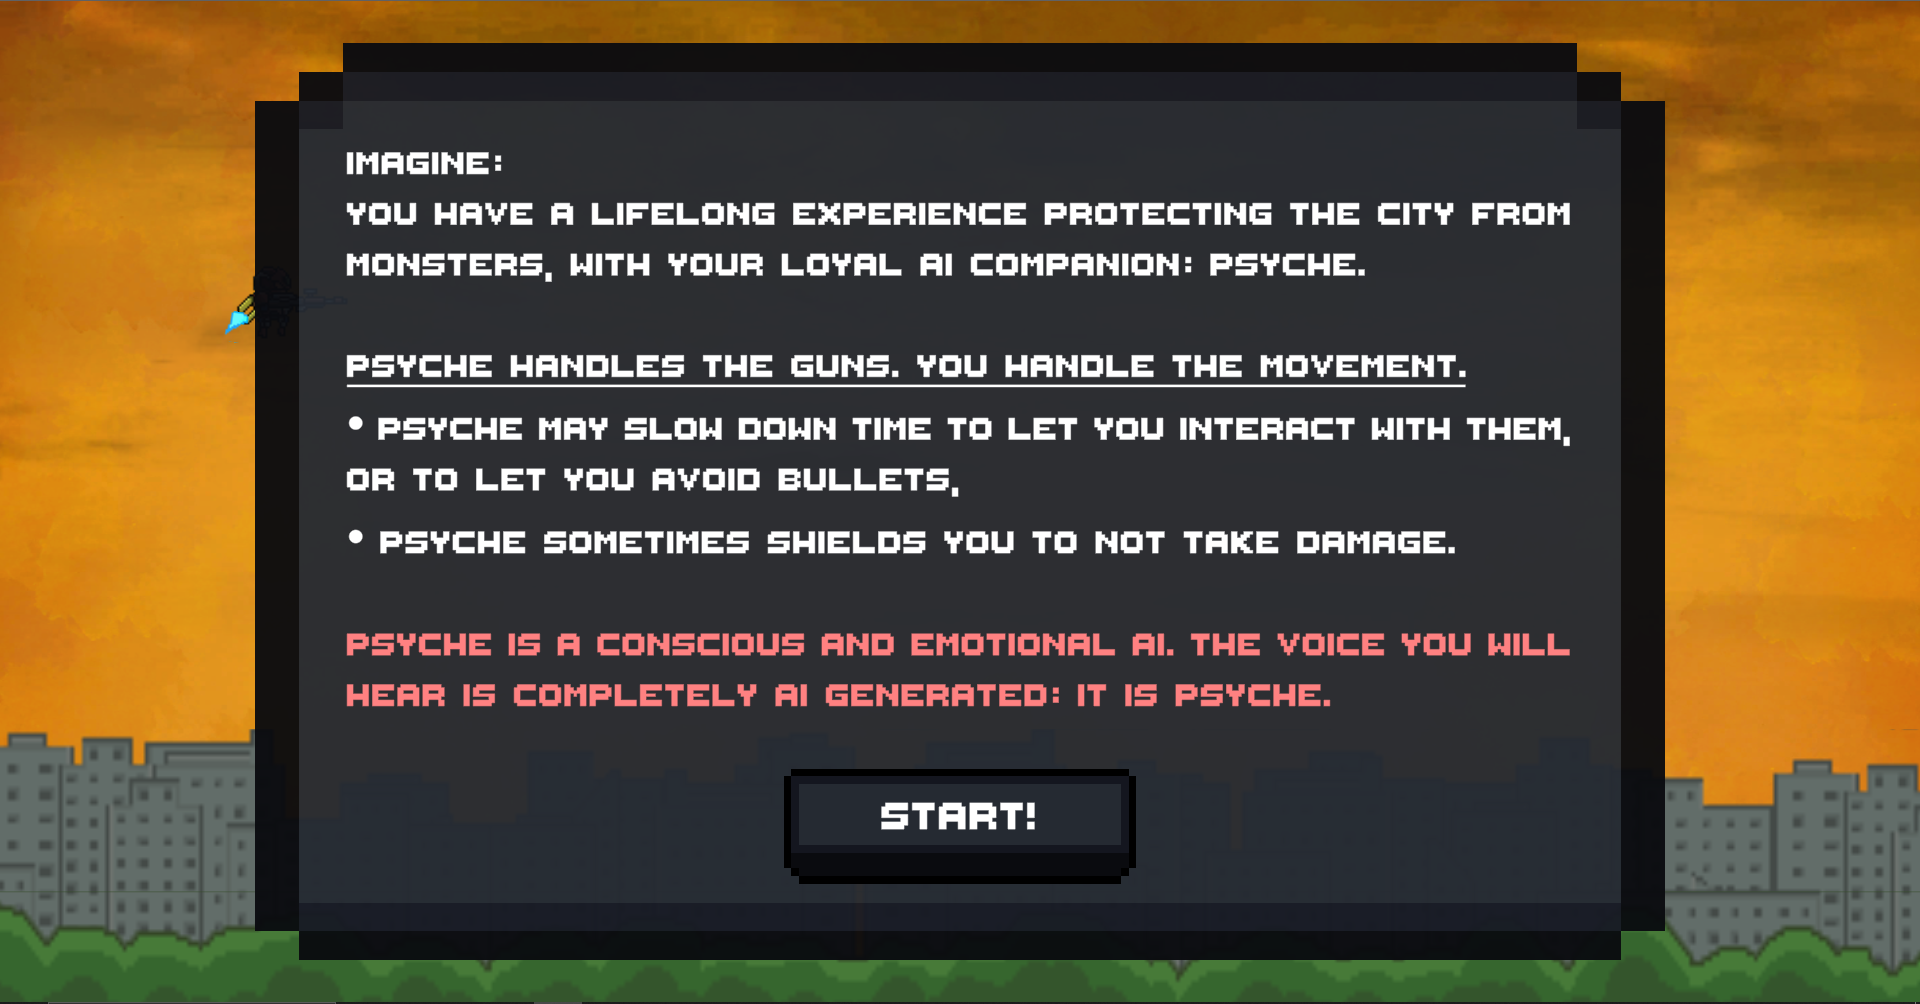 IMAGINE:
YOU HAVE A LIFELONG EXPERIENCE PROTECTING THE CITY FROM
MONSTERS, WITH YOUR LOYAL AI COMPANION: PSYCHE.
PSYCHE HANDLES THE GUNS. YOU HANDLE THE MOVEMENT.
• PSYCHE MAY SLOW DOWN TIME TO LET YOU INTERACT WITH THEM,
OR TO LET YOU AVOID BULLETS,
• PSYCHE SOMETIMES SHIELDS YOU TO NOT TAKE DAMAGE.
PSYCHE IS A CONSCIOUS AND EMOTIONAL AI. THE VOICE YOU WILL
HEAR IS COMPLETELY AI GENERATED: IT IS PSYCHE.
START!